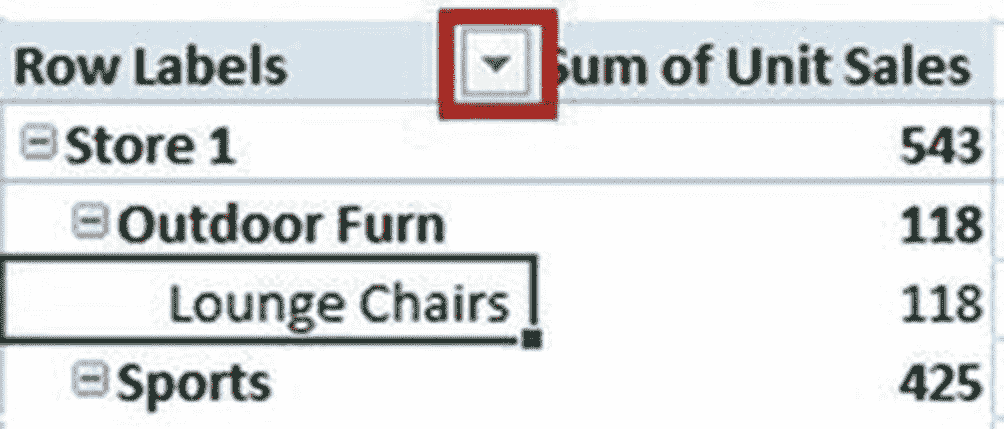 Row Labels Sum of Unit Sales
Store 1 543
Outdoor Furn 118
Lounge Chairs 118
Sports 425